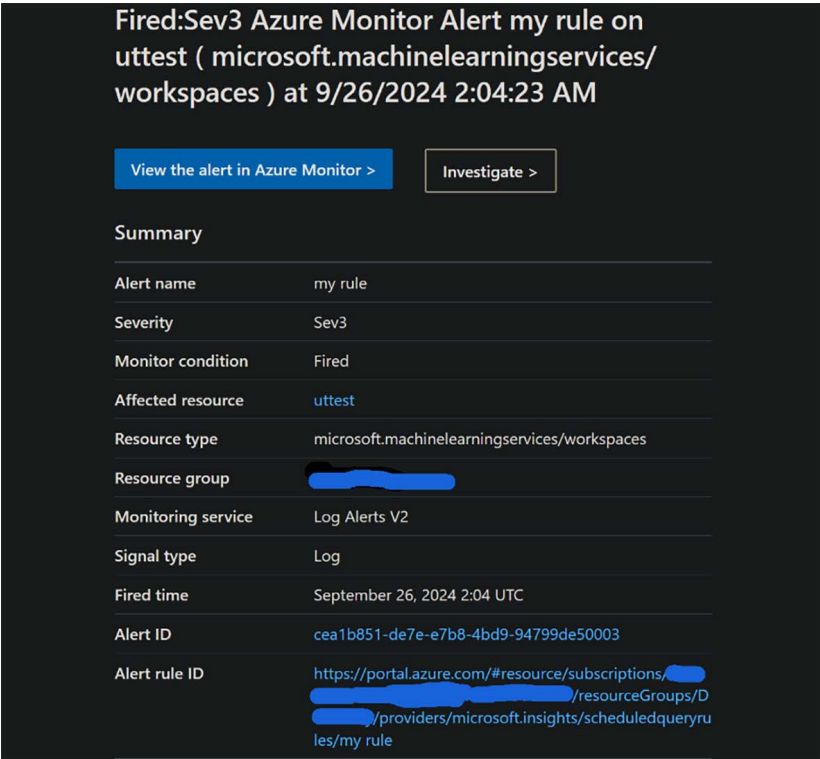 Fired:Sev3 Azure Monitor Alert my rule on
uttest ( microsoft.machinelearningservices/
workspaces ) at 9/26/2024 2:04:23 AM
View the alert in Azure Monitor >
Investigate >
Summary
Alert name my rule
Severity Sev3
Monitor condition Fired
Affected resource uttest
Resource type microsoft.machinelearningservices/workspaces
Resource group
Monitoring service Log Alerts V2
Signal type Log
Fired time September 26, 2024 2:04 UTC
Alert ID cea1b851-de7e-e7b8-4bd9-94799de50003
Alert rule ID https://portal.azure.com/#resource/subscriptions/
/resourceGroups/D
/providers/microsoft.insights/scheduledqueryru
les/my rule